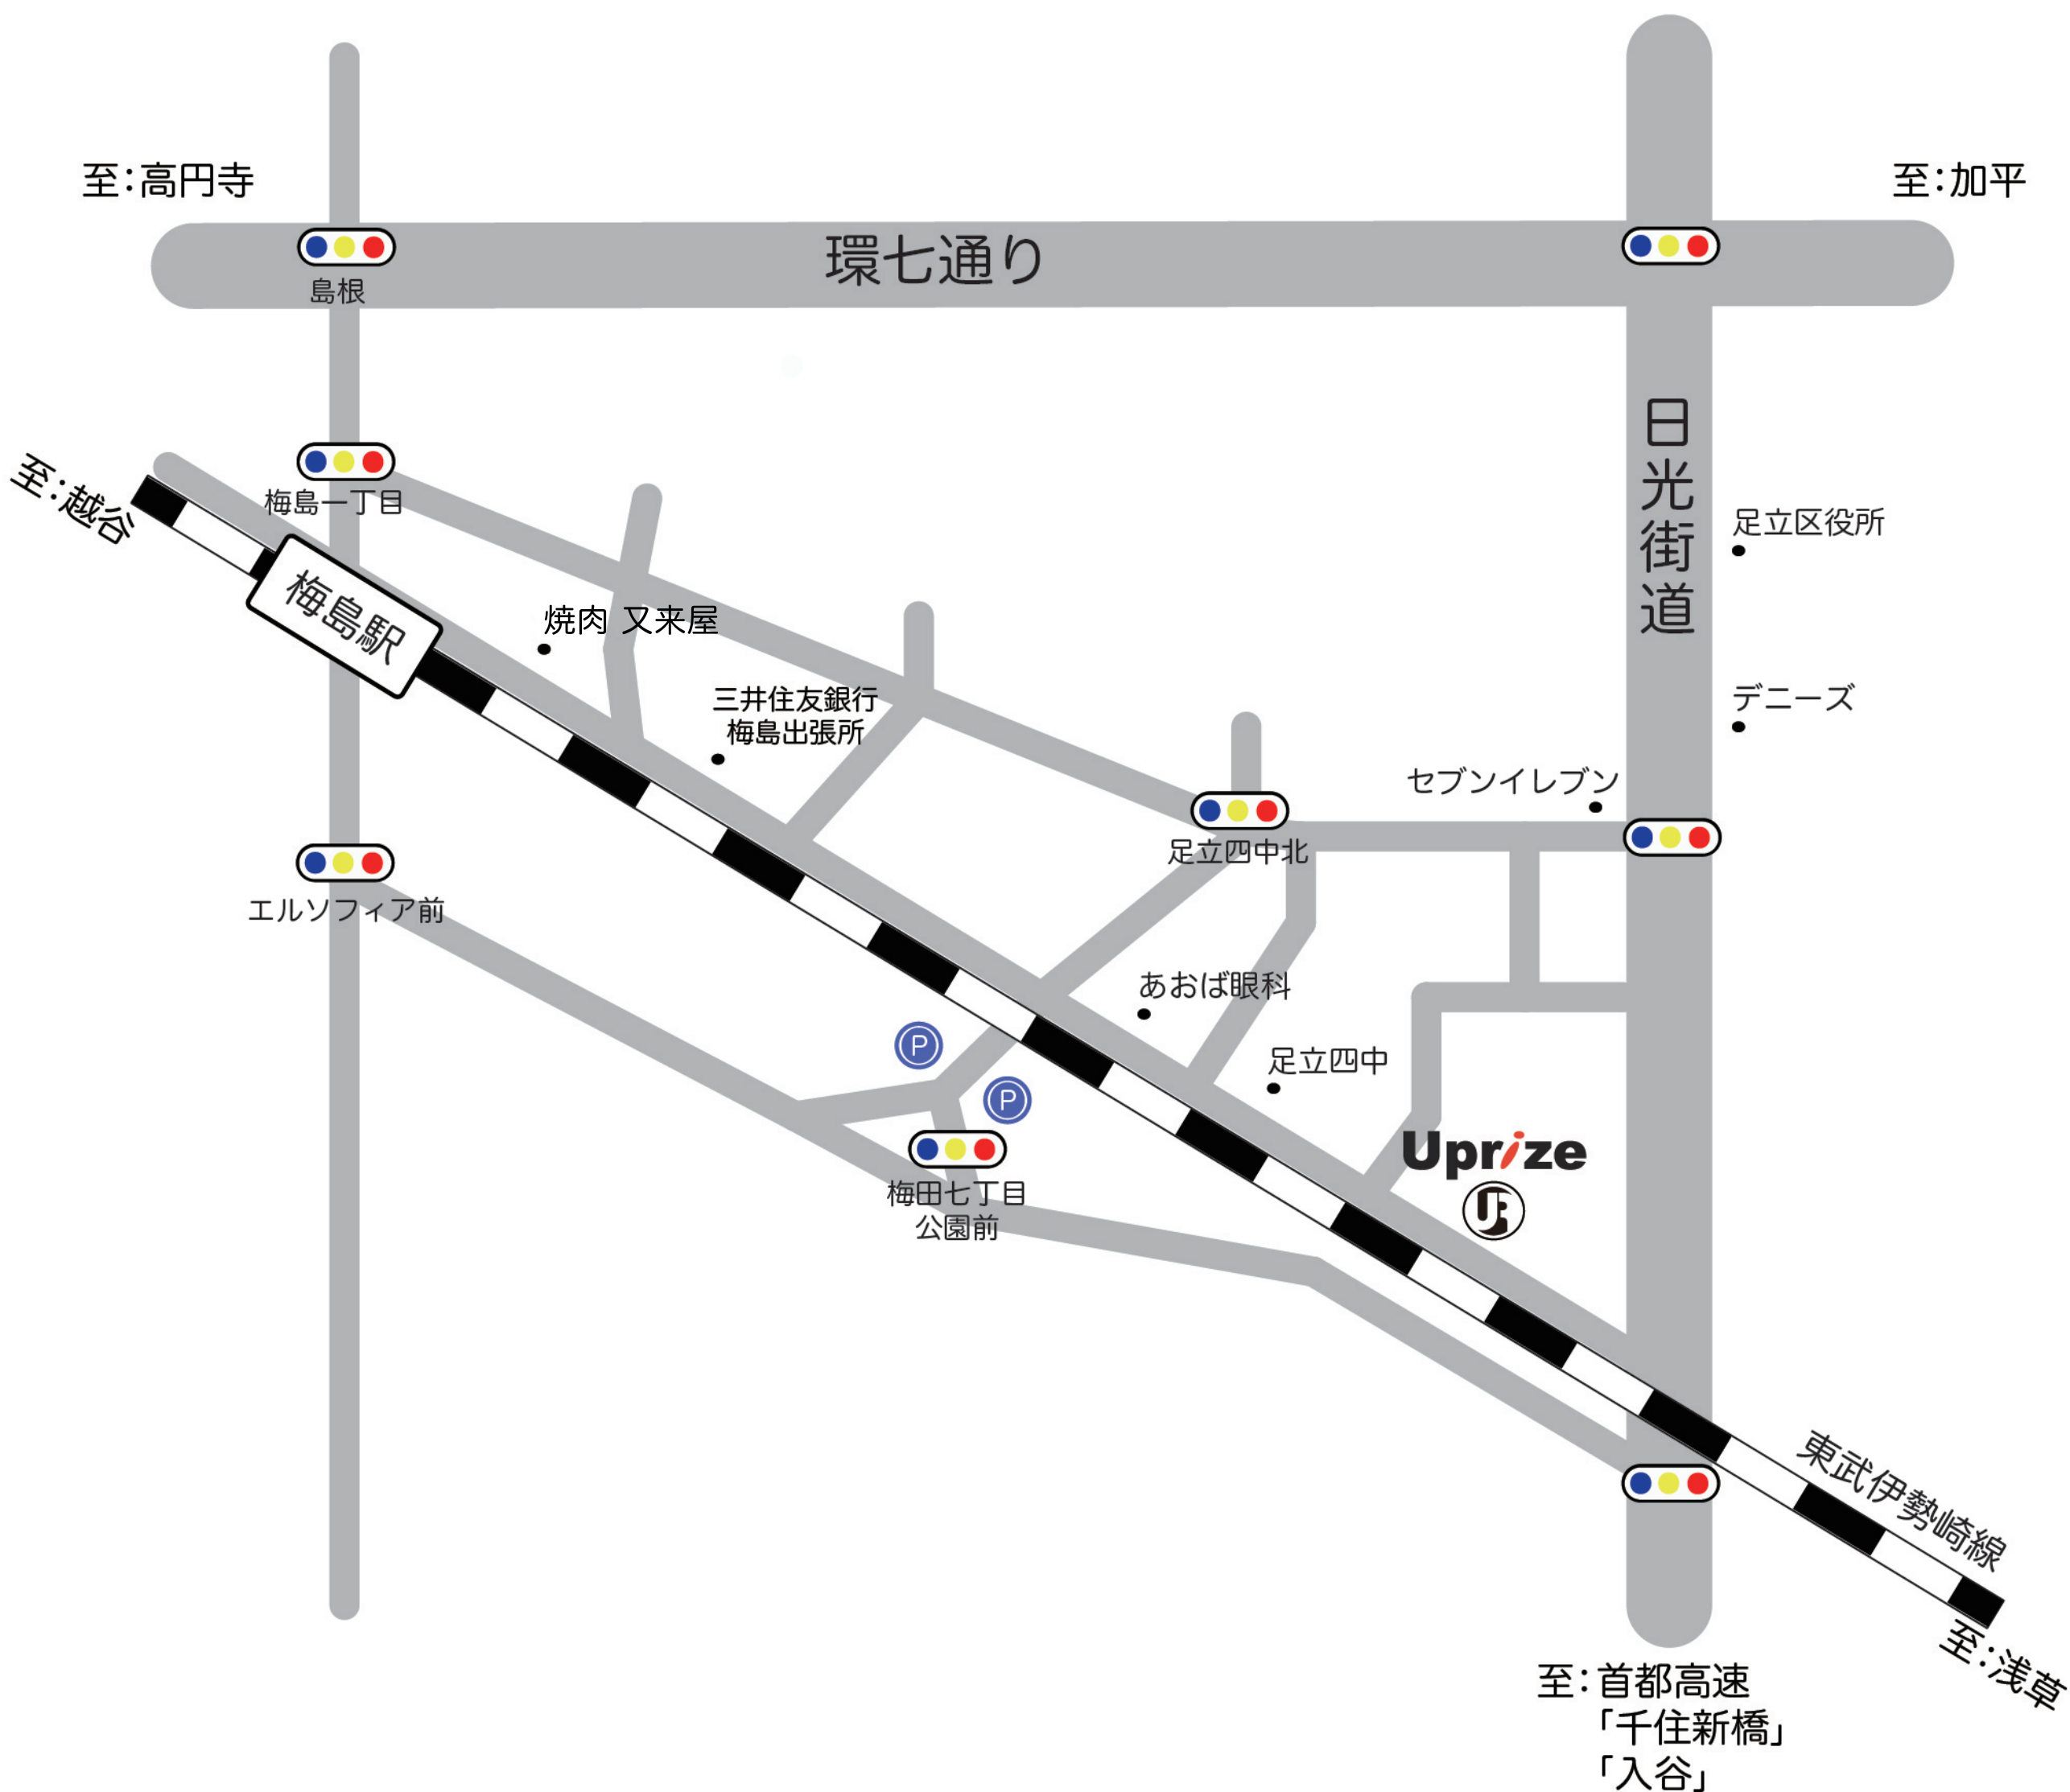 至:高円寺
至:加平
環七通り
島根
日光街道
至:越谷
梅島一丁目
足立区役所
梅島駅
焼肉 又来屋
三井住友銀行
梅島出張所
デニーズ
セブンイレブン
足立四中北
エルソフィア前
あおば眼科
P
足立四中
P
Uprize
梅田七丁目
公園前
東武伊勢崎線
至:浅草
至:首都高速
「千住新橋」
「入谷」